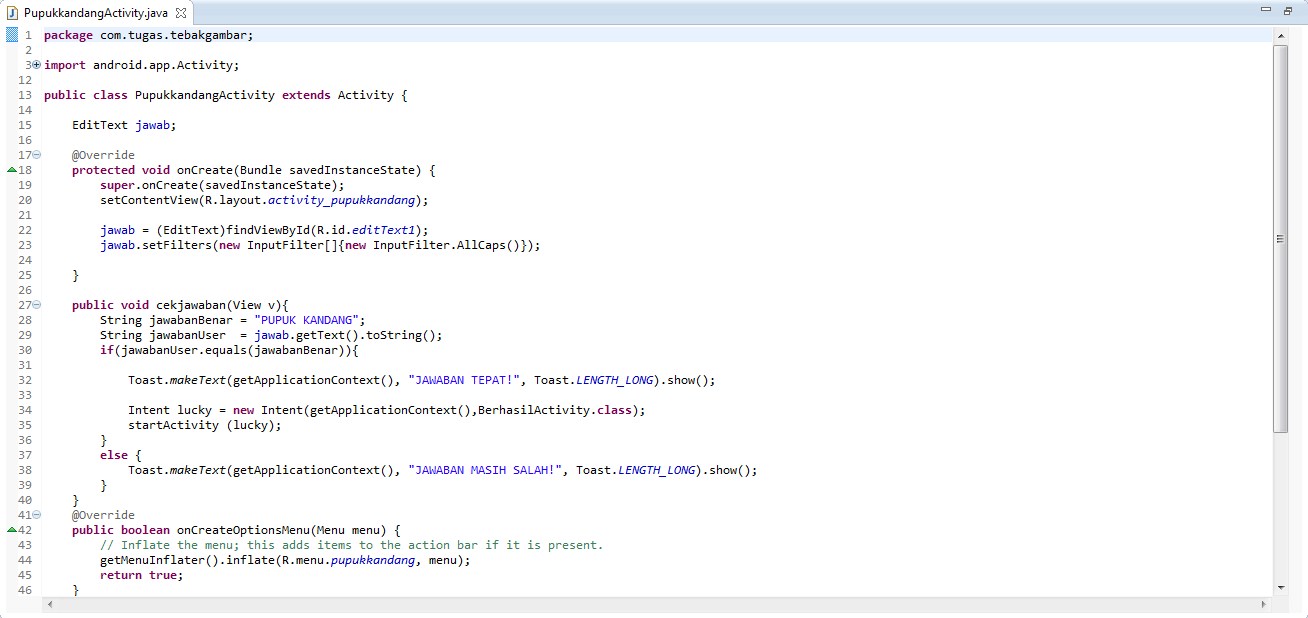 PupukkandangActivity.java
1 package com.tugas.tebakgambar;
2
3 import android.app.Activity;
12
13 public class PupukkandangActivity extends Activity {
14
15     EditText jawab;
16
17     @Override
18     protected void onCreate(Bundle savedInstanceState) {
19         super.onCreate(savedInstanceState);
20         setContentView(R.layout.activity_pupukkandang);
21
22         jawab = (EditText)findViewById(R.id.editText1);
23         jawab.setFilters(new InputFilter[]{new InputFilter.AllCaps()});
24
25     }
26
27     public void cekjawaban(View v){
28         String jawabanBenar = "PUPUK KANDANG";
29         String jawabanUser  = jawab.getText().toString();
30         if(jawabanUser.equals(jawabanBenar)){
31
32             Toast.makeText(getApplicationContext(), "JAWABAN TEPAT!", Toast.LENGTH_LONG).show();
33
34             Intent lucky = new Intent(getApplicationContext(),BerhasilActivity.class);
35             startActivity (lucky);
36         }
37         else {
38             Toast.makeText(getApplicationContext(), "JAWABAN MASIH SALAH!", Toast.LENGTH_LONG).show();
39         }
40     }
41     @Override
42     public boolean onCreateOptionsMenu(Menu menu) {
43         // Inflate the menu; this adds items to the action bar if it is present.
44         getMenuInflater().inflate(R.menu.pupukkandang, menu);
45         return true;
46     }